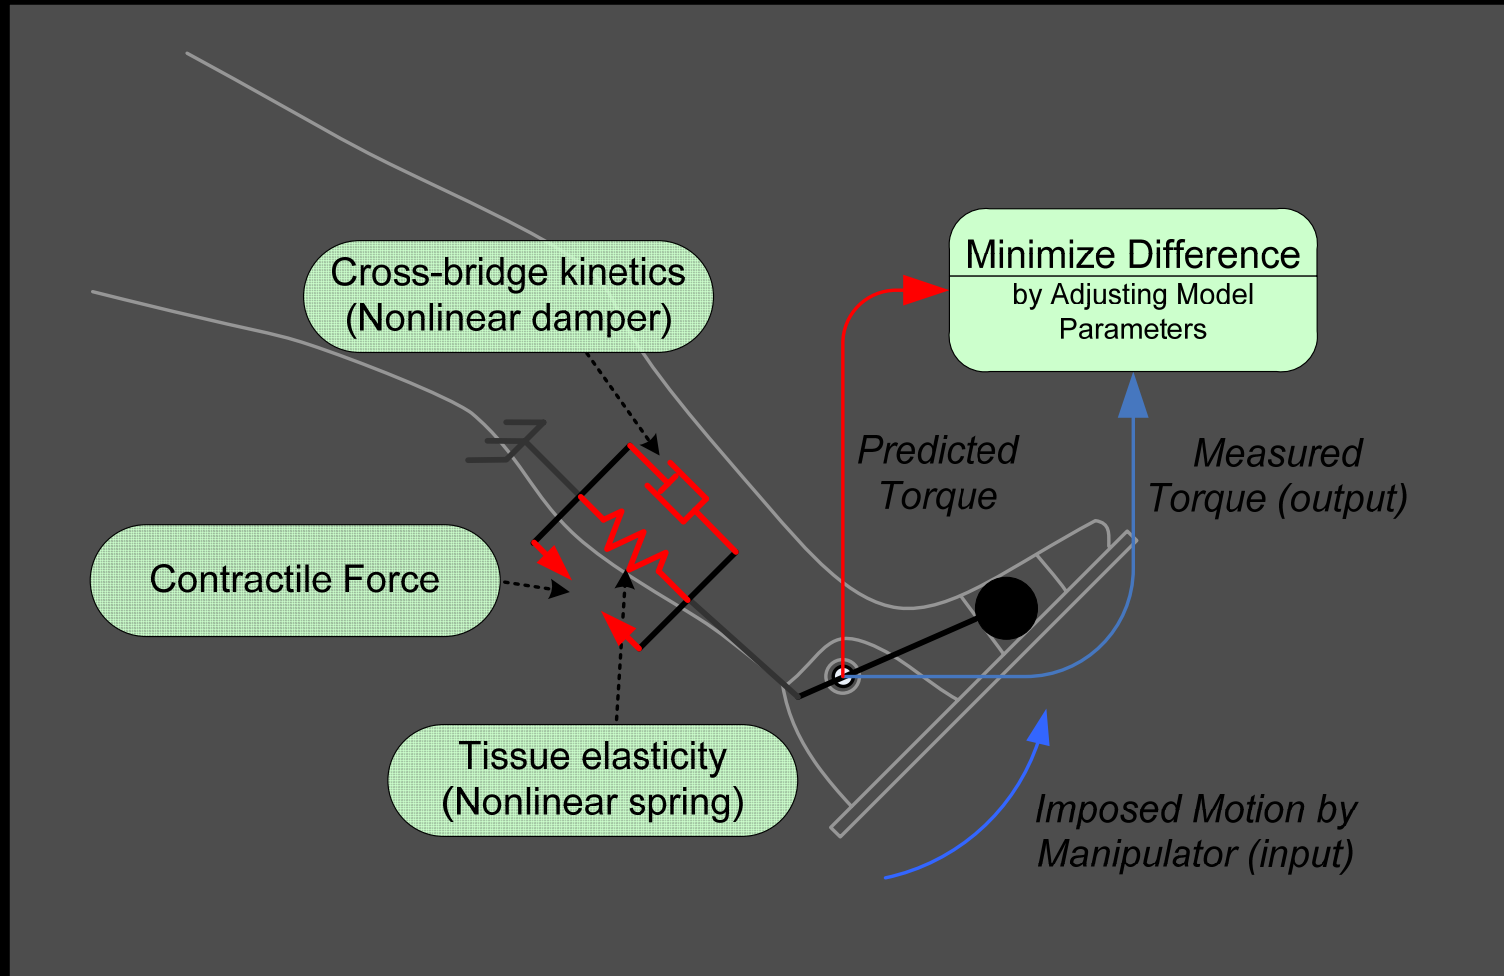 Cross-bridge kinetics
(Nonlinear damper)
Minimize Difference
by Adjusting Model
Parameters
Predicted
Torque
Measured
Torque (output)
Contractile Force
Tissue elasticity
(Nonlinear spring)
Imposed Motion by
Manipulator (input)